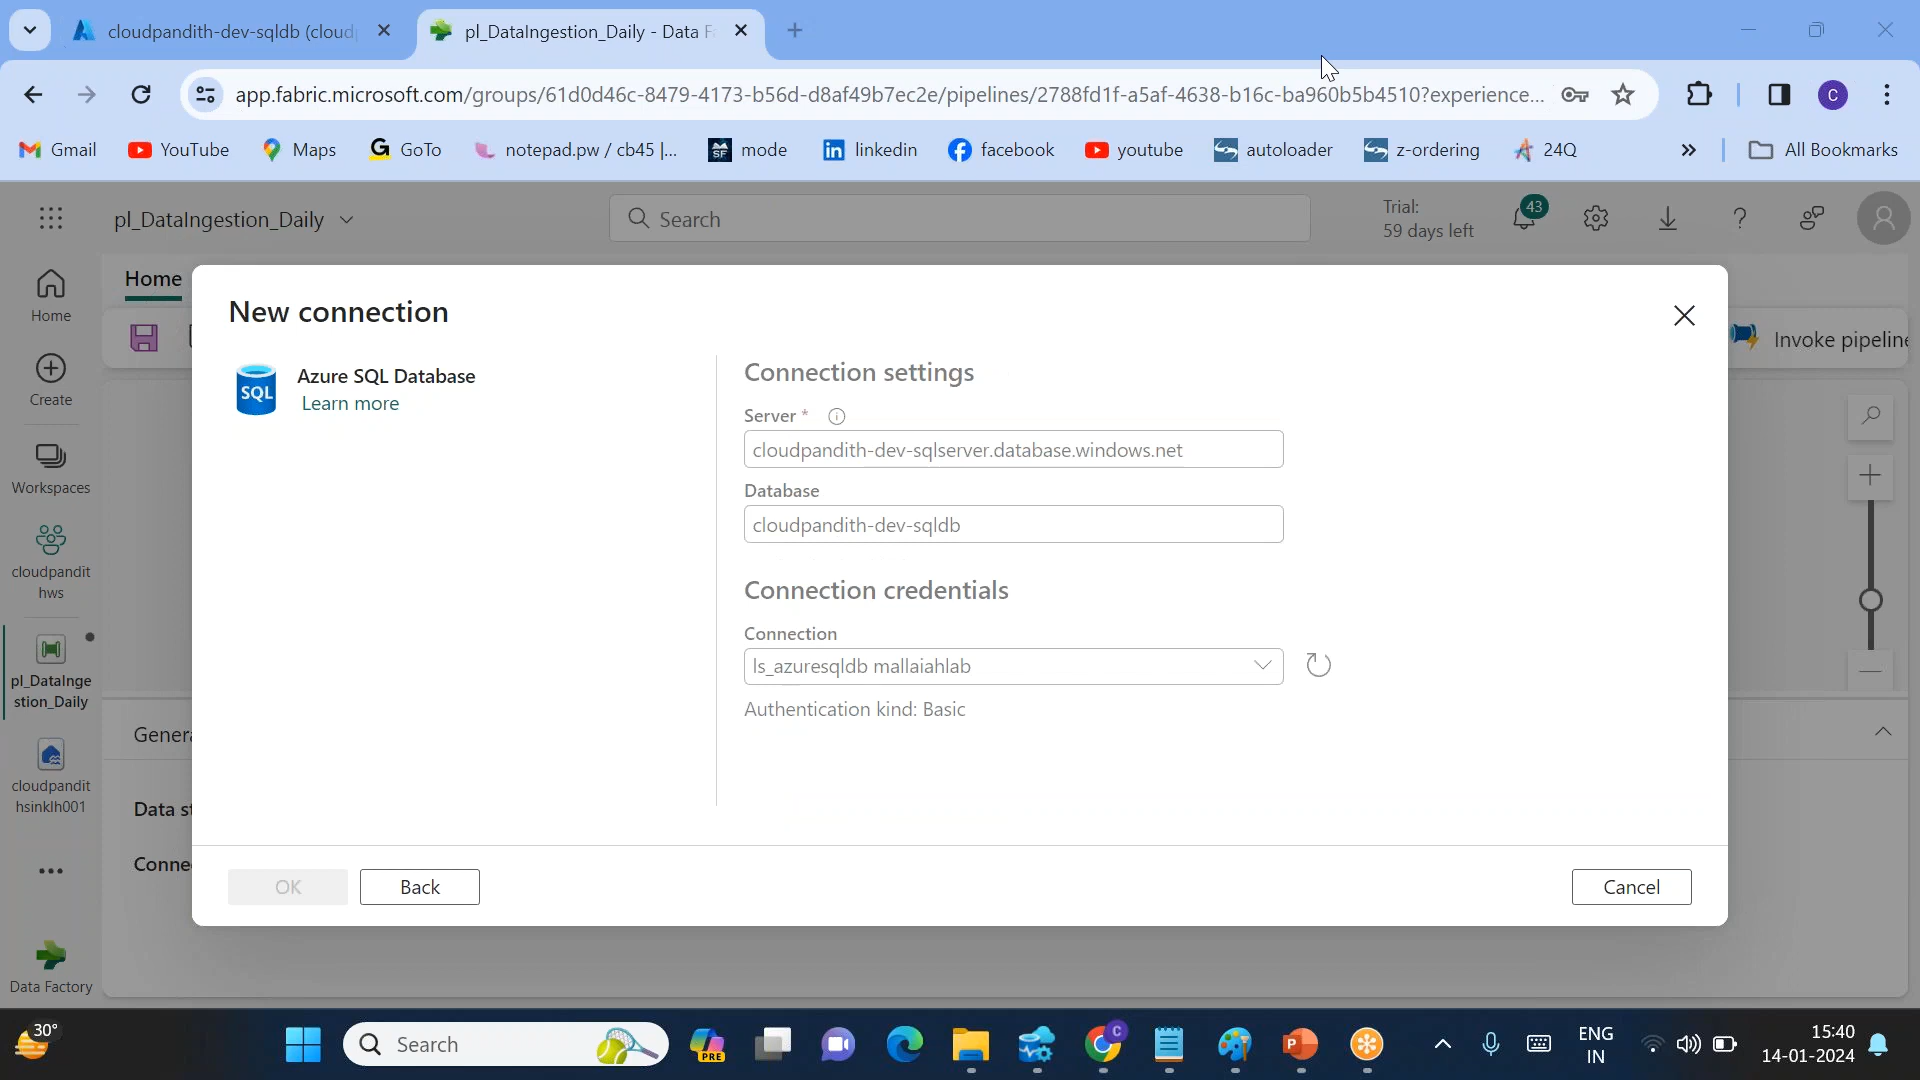 cloudpandith-dev-sqldb (cloud
pl_DataIngestion_Daily - Data F
app.fabric.microsoft.com/groups/61d0d46c-8479-4173-b56d-d8af49b7ec2e/pipelines/2788fd1f-a5af-4638-b16c-ba960b5b4510?experience...
C
Gmail
YouTube
Maps
GoTo
notepad.pw / cb45 |...
mode
linkedin
facebook
youtube
autoloader
z-ordering
24Q
All Bookmarks
pl_DataIngestion_Daily
Search
Trial:
59 days left
43
Home
Home
Create
Workspaces
cloudpandit
hws
pl_DataInge
stion_Daily
cloudpandit
hsinklh001
Data Factory
Invoke pipeline
Genera
Data st
Connec
New connection
SQL
Azure SQL Database
Learn more
Connection settings
Server *
cloudpandith-dev-sqlserver.database.windows.net
Database
cloudpandith-dev-sqldb
Connection credentials
Connection
ls_azuresqldb mallaiahlab
Authentication kind: Basic
OK
Back
Cancel
30°
Search
PRE
C
ENG
IN
15:40
14-01-2024